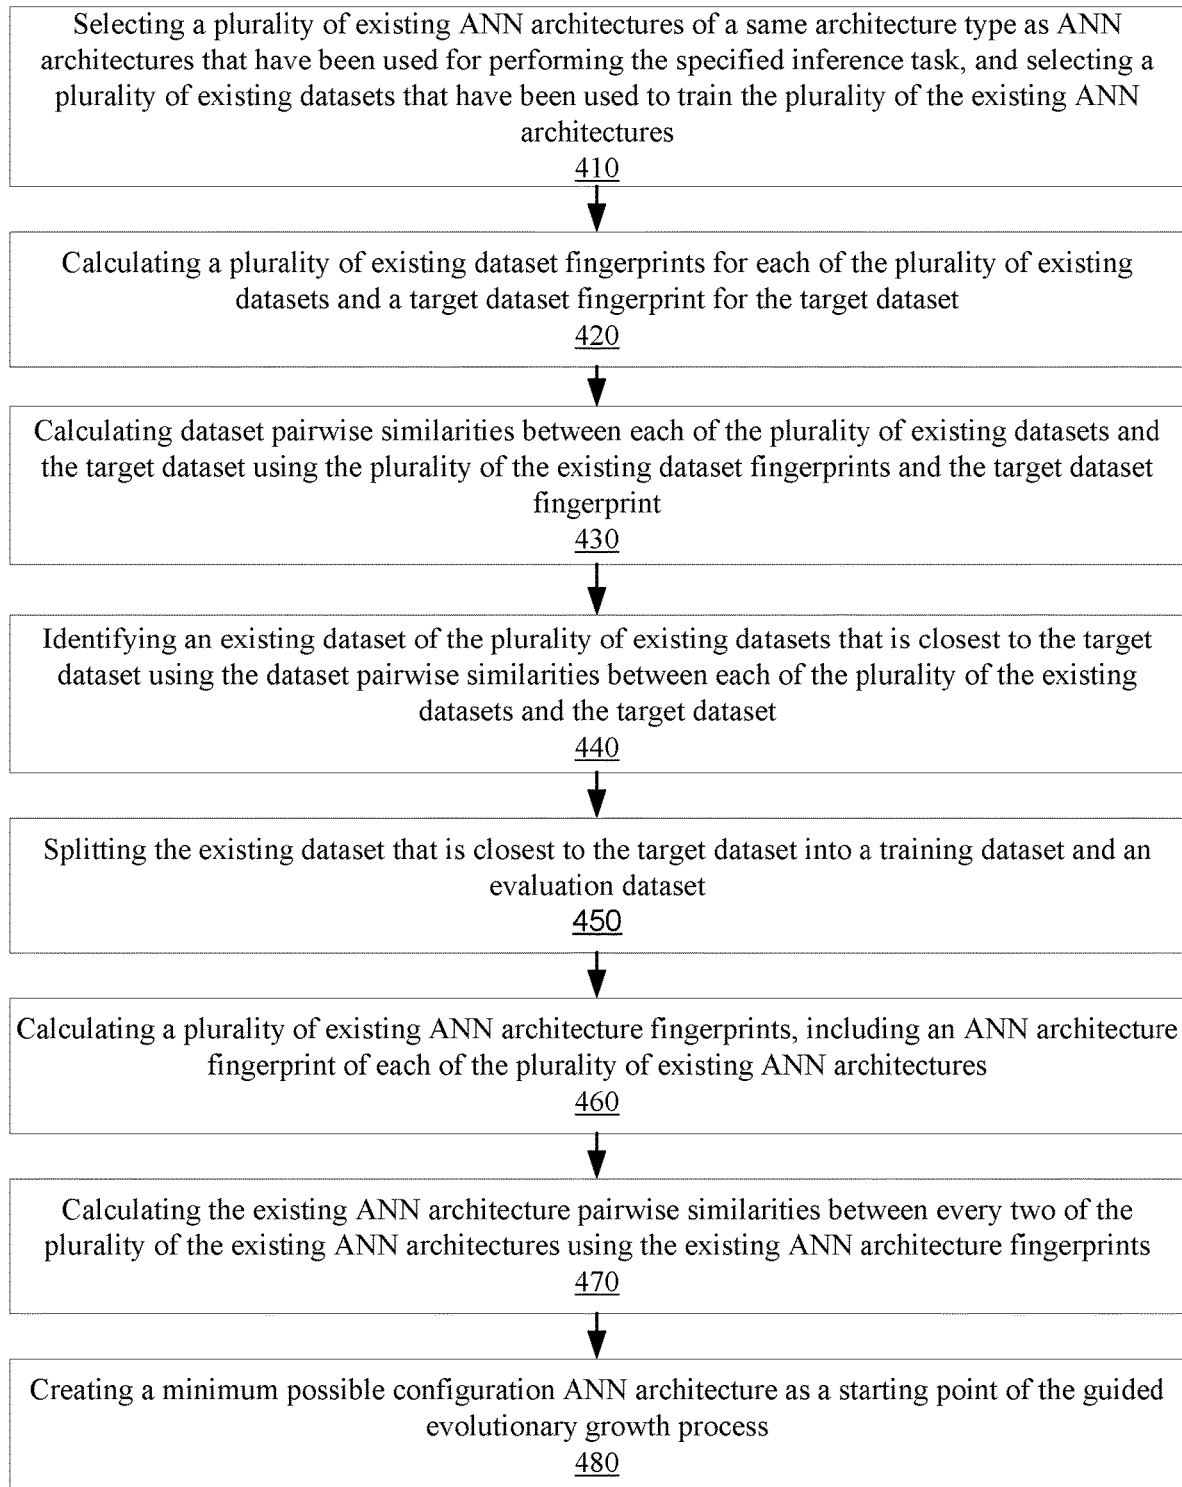 Selecting a plurality of existing ANN architectures of a same architecture type as ANN
architectures that have been used for performing the specified inference task, and selecting a
plurality of existing datasets that have been used to train the plurality of the existing ANN
architectures
410
Calculating a plurality of existing dataset fingerprints for each of the plurality of existing
datasets and a target dataset fingerprint for the target dataset
420
Calculating dataset pairwise similarities between each of the plurality of existing datasets and
the target dataset using the plurality of the existing dataset fingerprints and the target dataset
fingerprint
430
Identifying an existing dataset of the plurality of existing datasets that is closest to the target
dataset using the dataset pairwise similarities between each of the plurality of the existing
datasets and the target dataset
440
Splitting the existing dataset that is closest to the target dataset into a training dataset and an
evaluation dataset
450
Calculating a plurality of existing ANN architecture fingerprints, including an ANN architecture
fingerprint of each of the plurality of existing ANN architectures
460
Calculating the existing ANN architecture pairwise similarities between every two of the
plurality of the existing ANN architectures using the existing ANN architecture fingerprints
470
Creating a minimum possible configuration ANN architecture as a starting point of the guided
evolutionary growth process
480